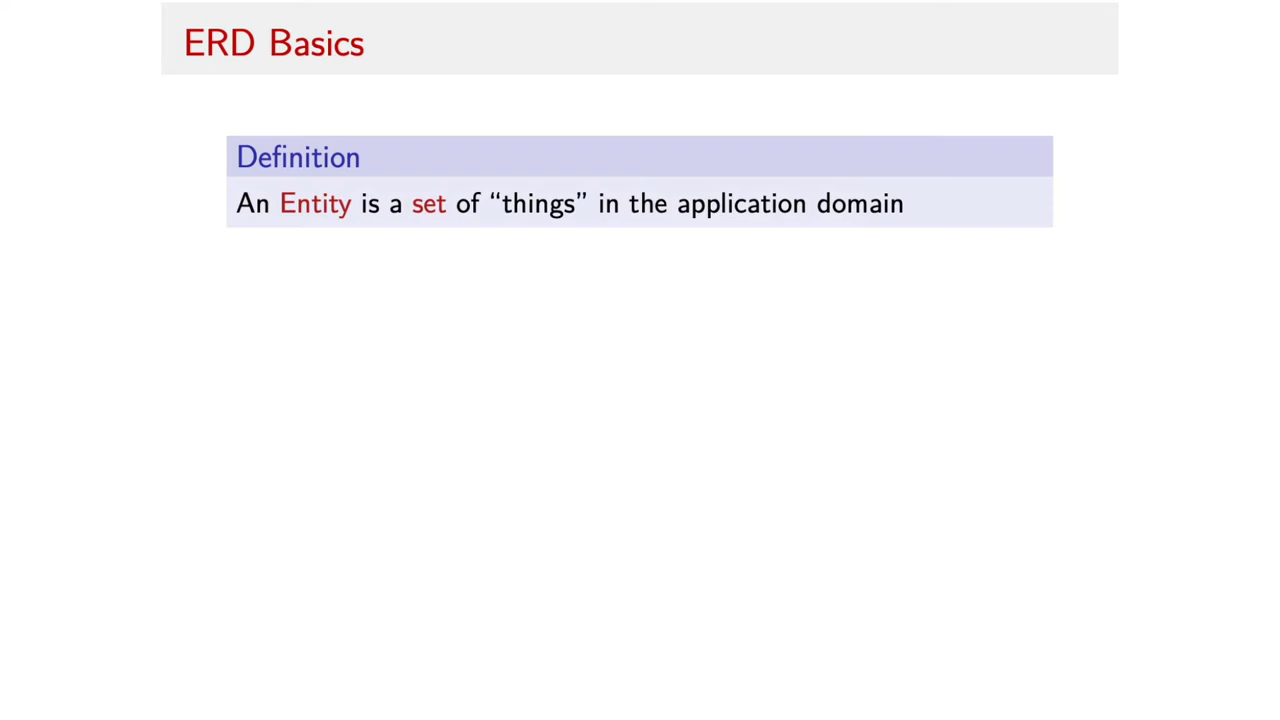 ERD Basics
Definition
An Entity is a set of “things” in the application domain